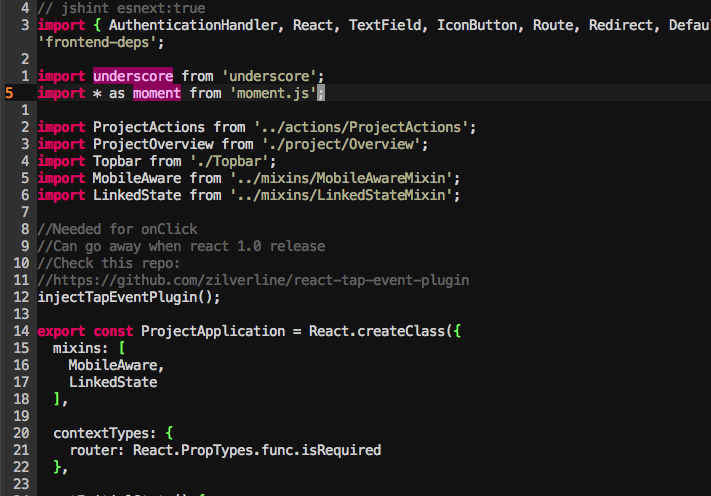 4 // jshint esnext:true
3 import { AuthenticationHandler, React, TextField, IconButton, Route, Redirect,
'frontend-deps';
2
1 import underscore from 'underscore';
5 import * as moment from 'moment.js';
1
2 import ProjectActions from '../actions/ProjectActions';
3 import ProjectOverview from './project/Overview';
4 import Topbar from './Topbar';
5 import MobileAware from '../mixins/MobileAwareMixin';
6 import LinkedState from '../mixins/LinkedStateMixin';
7
8 //Needed for onClick
9 //Can go away when react 1.0 release
10 //Check this repo:
11 //https://github.com/zilverline/react-tap-event-plugin
12 injectTapEventPlugin();
13
14 export const ProjectApplication = React.createClass({
15 mixins: [
16 MobileAware,
17 LinkedState
18 ],
19
20 contextTypes: {
21 router: React.PropTypes.func.isRequired
22 },
23